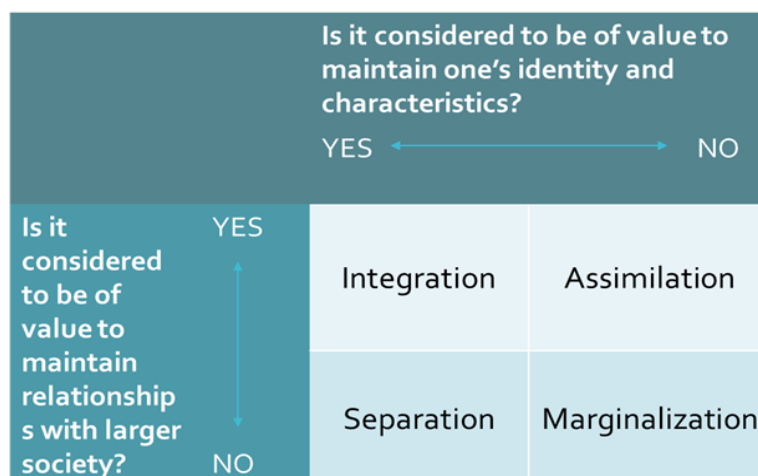 Is it considered to be of value to
maintain one's identity and
characteristics?
YES NO
Is it
considered
to be of
value to
maintain
relationship
s with larger
society?
YES
NO
Integration Assimilation
Separation Marginalization